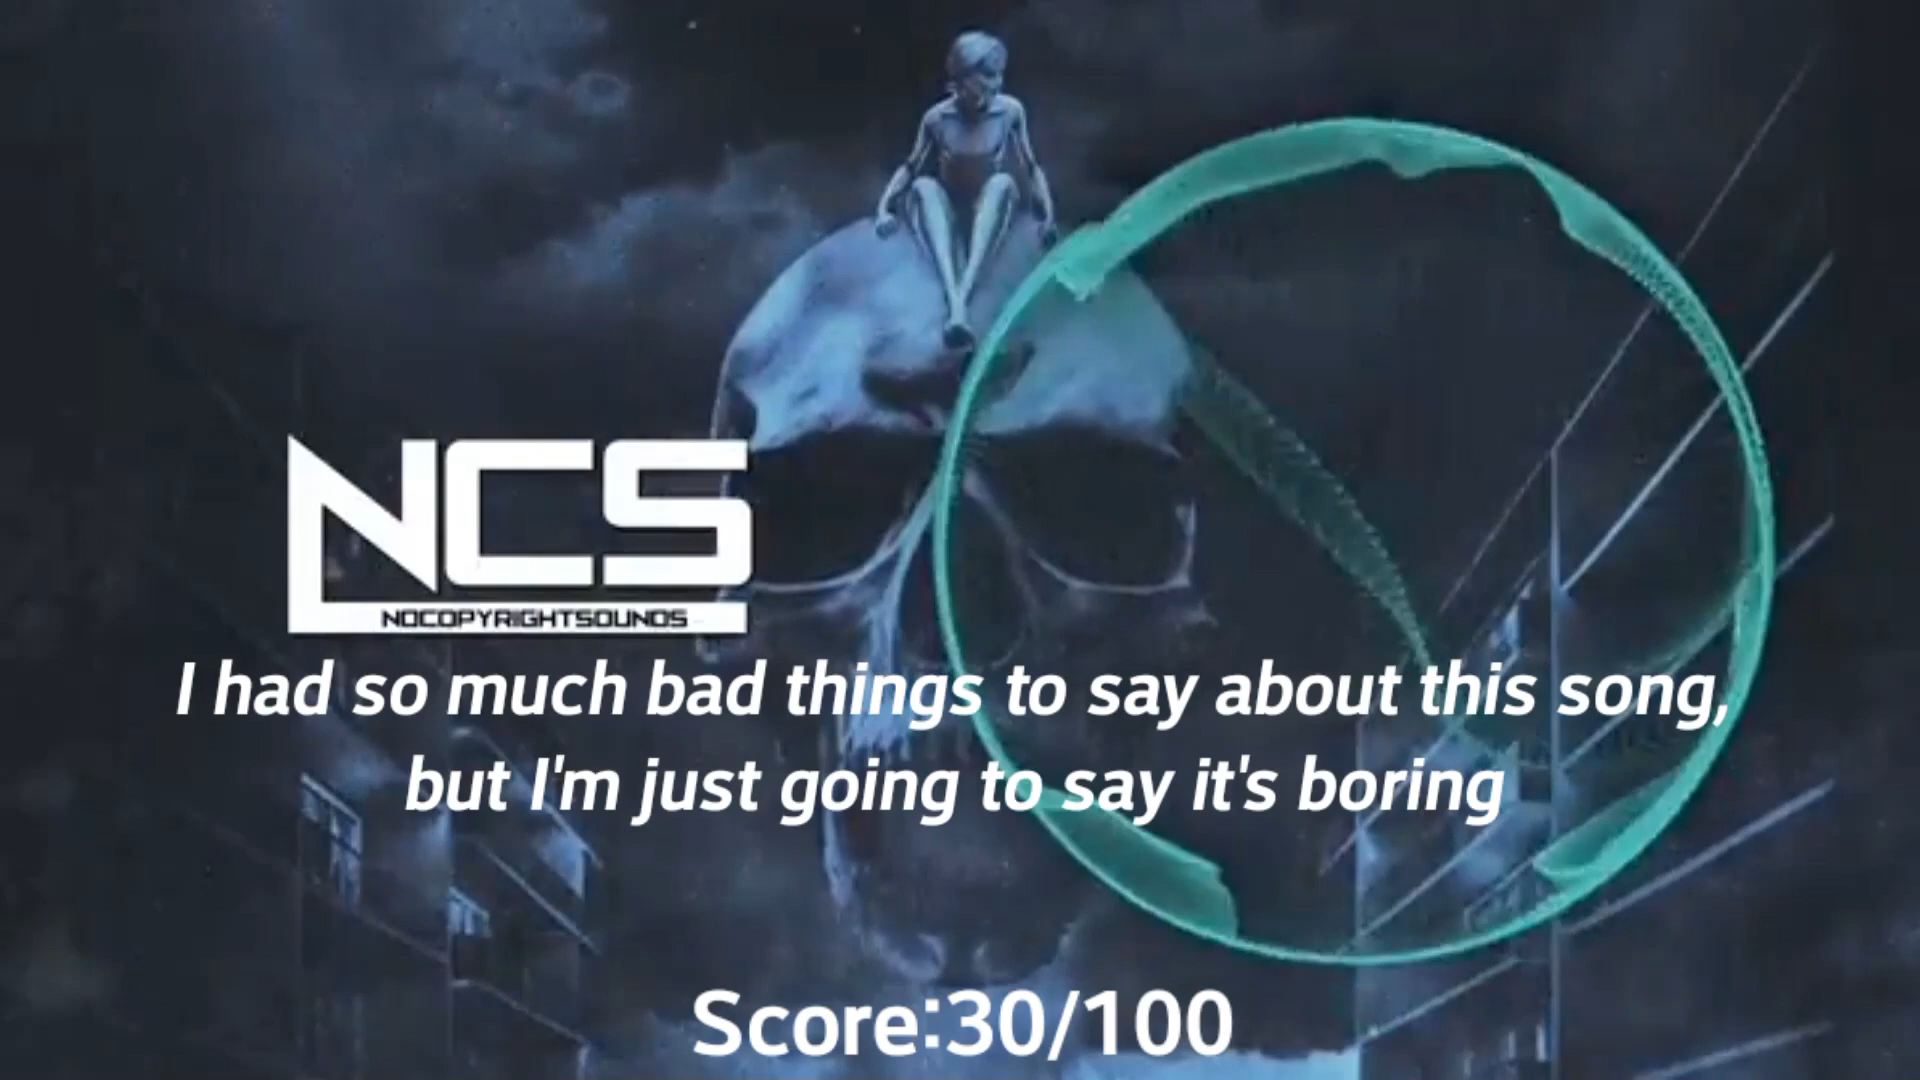 NCS
NOCOPYRIGHTSOUNDS
I had so much bad things to say about this song,
but I'm just going to say it's boring
Score:30/100